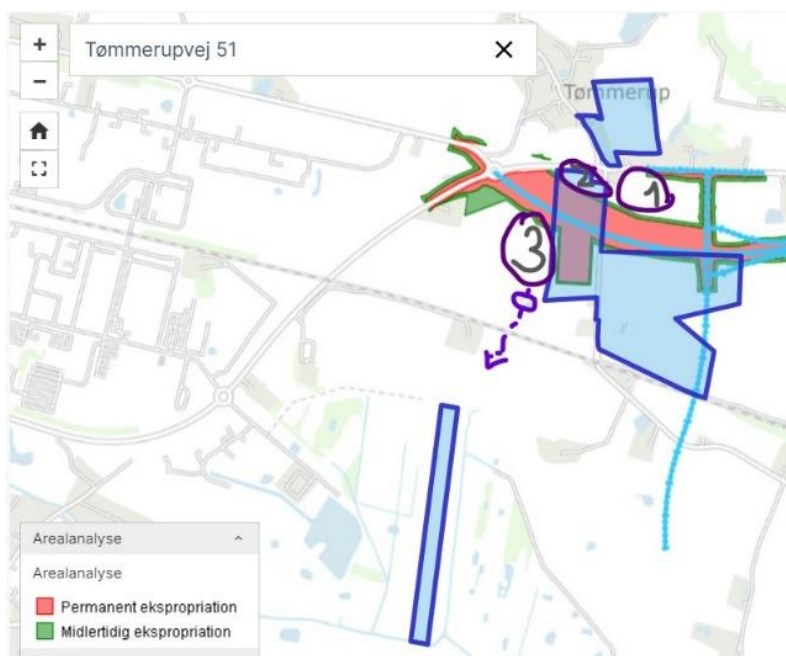 +
Tømmerupvej 51
×
−
Tømmerup
2
1
3
Arealanalyse
Arealanalyse
Permanent ekspropriation
Midlertidig ekspropriation